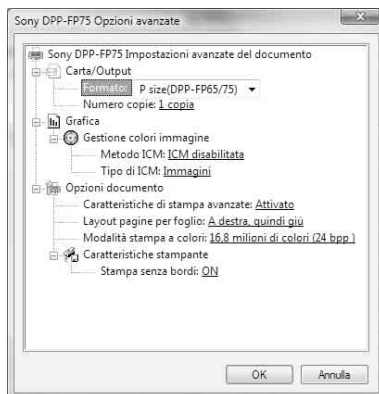 Sony DPP-FP75 Opzioni avanzate
Sony DPP-FP75 Impostazioni avanzate del documento
Carta/Output
Formato: P size(DPP-FP65/75)
Numero copie: 1 copia
Grafica
Gestione colori immagine
Metodo ICM: ICM disabilitata
Tipo di ICM: Immagini
Opzioni documento
Caratteristiche di stampa avanzate: Attivato
Layout pagine per foglio: A destra, quindi giù
Modalità stampa a colori: 16.8 milioni di colori (24 bpp )
Caratteristiche stampante
Stampa senza bordi: ON
OK Annulla